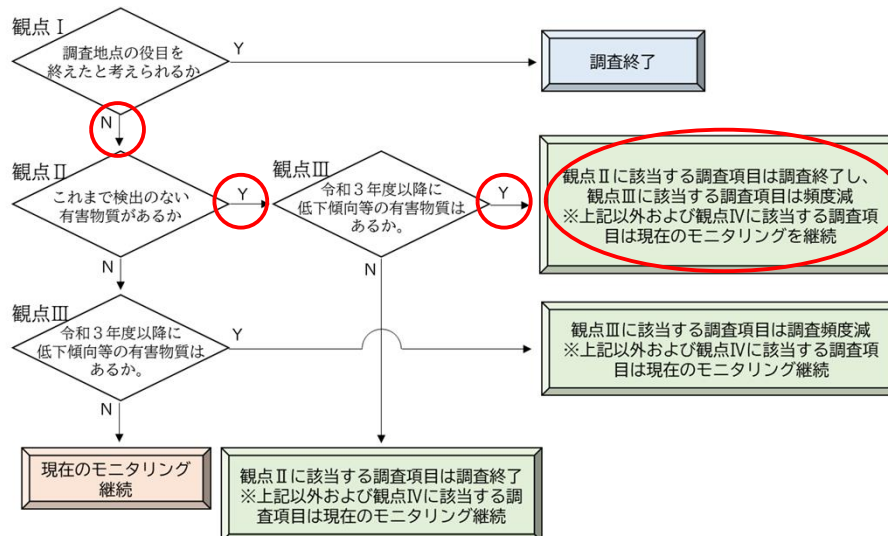 観点Ⅰ
調査地点の役目を
終えたと考えられるか
Y
調査終了
N
観点Ⅱ
これまで検出のない
有害物質があるか
Y
観点Ⅲ
令和３年度以降に
低下傾向等の有害物質は
あるか。
Y
観点Ⅱに該当する調査項目は調査終了し、
観点Ⅲに該当する調査項目は頻度減
※上記以外および観点Ⅳに該当する調査項
目は現在のモニタリングを継続
N
N
観点Ⅲ
令和３年度以降に
低下傾向等の有害物質は
あるか。
Y
観点Ⅲに該当する調査項目は調査頻度減
※上記以外および観点Ⅳに該当する調査項
目は現在のモニタリング継続
N
現在のモニタリング
継続
観点Ⅱに該当する調査項目は調査終了
※上記以外および観点Ⅳに該当する調
査項目は現在のモニタリング継続